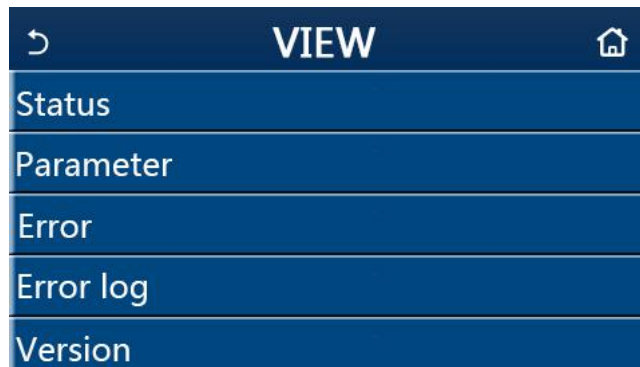 VIEW
Status
Parameter
Error
Error log
Version